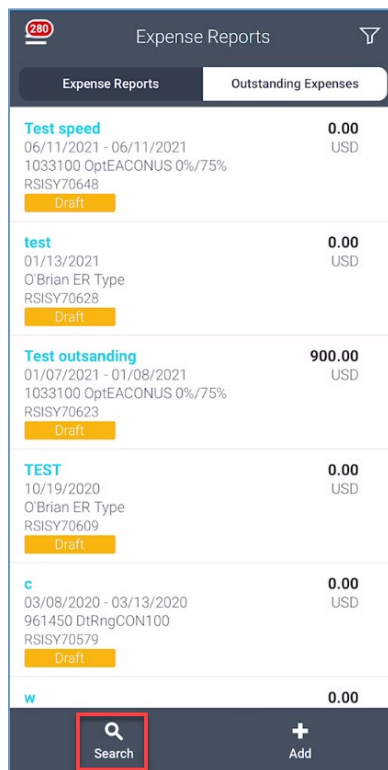 280
Expense Reports
Expense Reports Outstanding Expenses
Test speed 0.00
06/11/2021 - 06/11/2021 USD
1033100 OptEACONUS 0%/75%
RSISY70648
Draft
test 0.00
01/13/2021 USD
O'Brian ER Type
RSISY70628
Draft
Test outsanding 900.00
01/07/2021 - 01/08/2021 USD
1033100 OptEACONUS 0%/75%
RSISY70623
Draft
TEST 0.00
10/19/2020 USD
O'Brian ER Type
RSISY70609
Draft
c 0.00
03/08/2020 - 03/13/2020 USD
961450 DtRngCON100
RSISY70579
Draft
w 0.00
Search Add